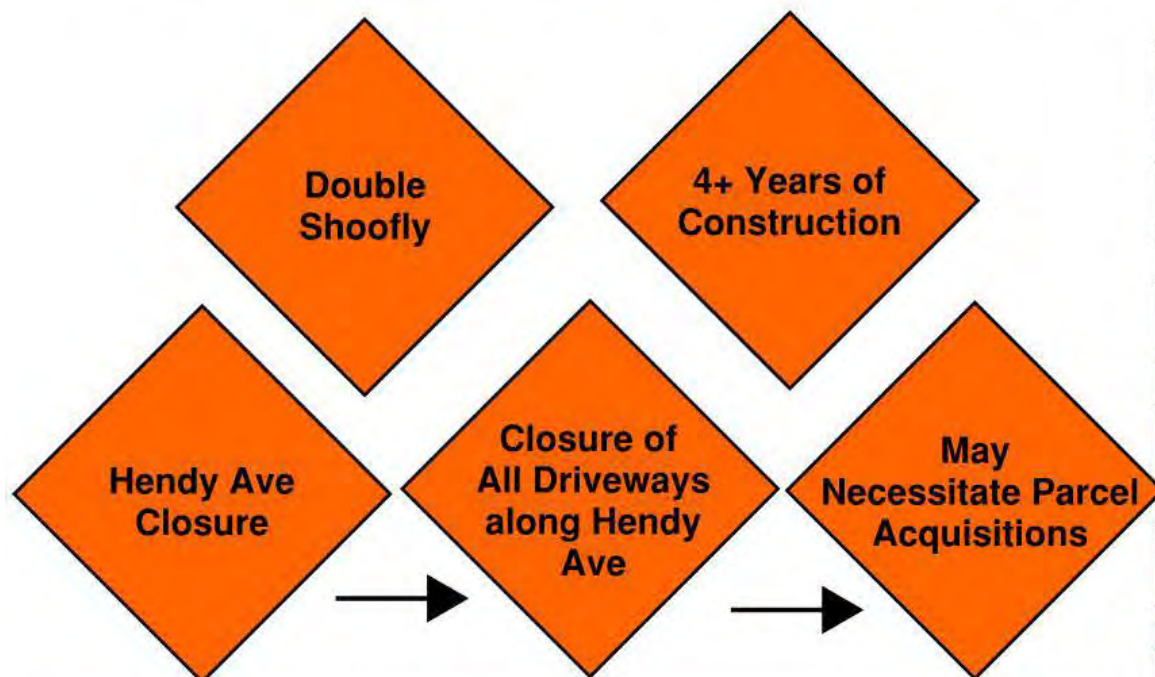 Double
Shoofly
4+ Years of
Construction
Hendy Ave
Closure
Closure of
All Driveways
along Hendy
Ave
May
Necessitate Parcel
Acquisitions